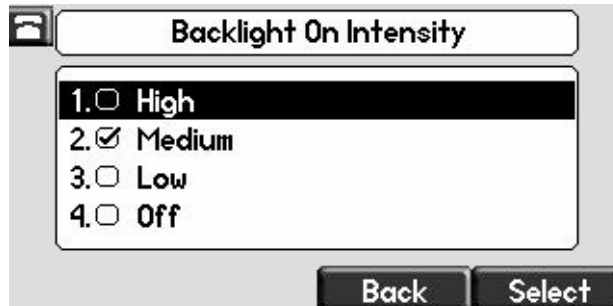 Backlight On Intensity
1. High
2. Medium
3. Low
4. Off
Back Select